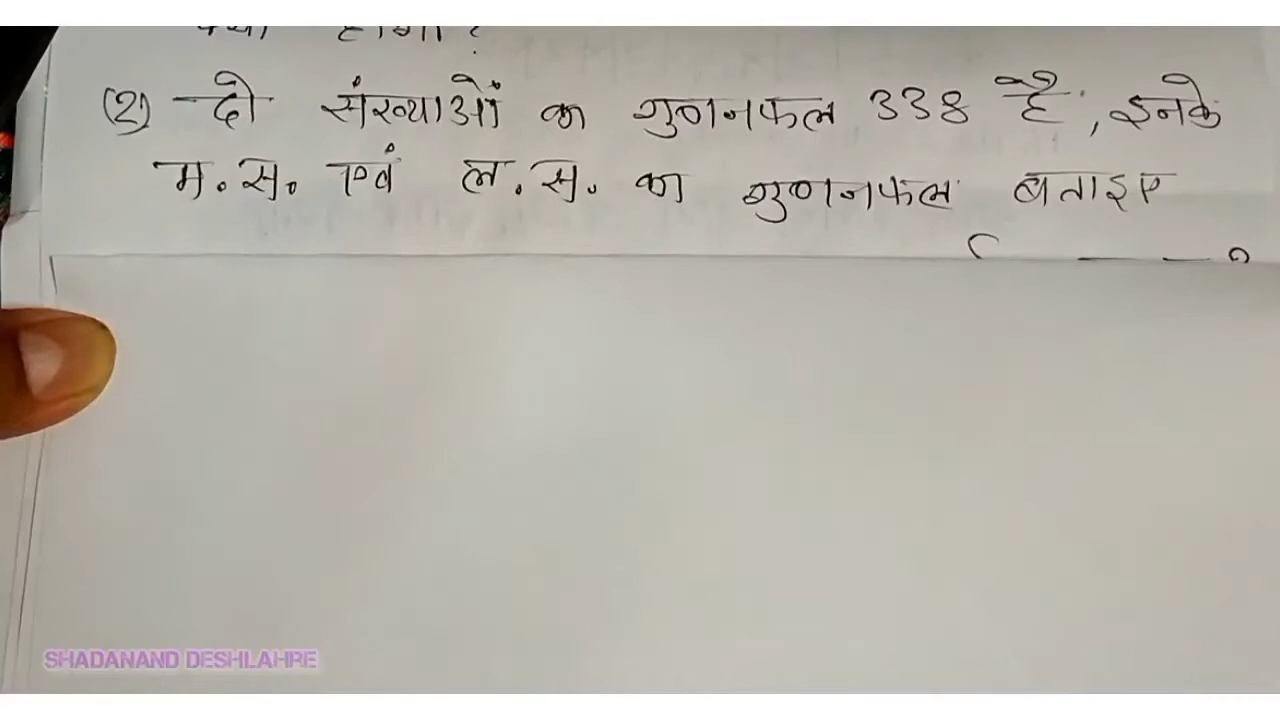 क्या होगा?
(2) दो संख्याओं का गुणनफल 338 है, इनके
म.स. एवं ल.स. का गुणनफल बताइए
SHADANAND DESHLAHRE